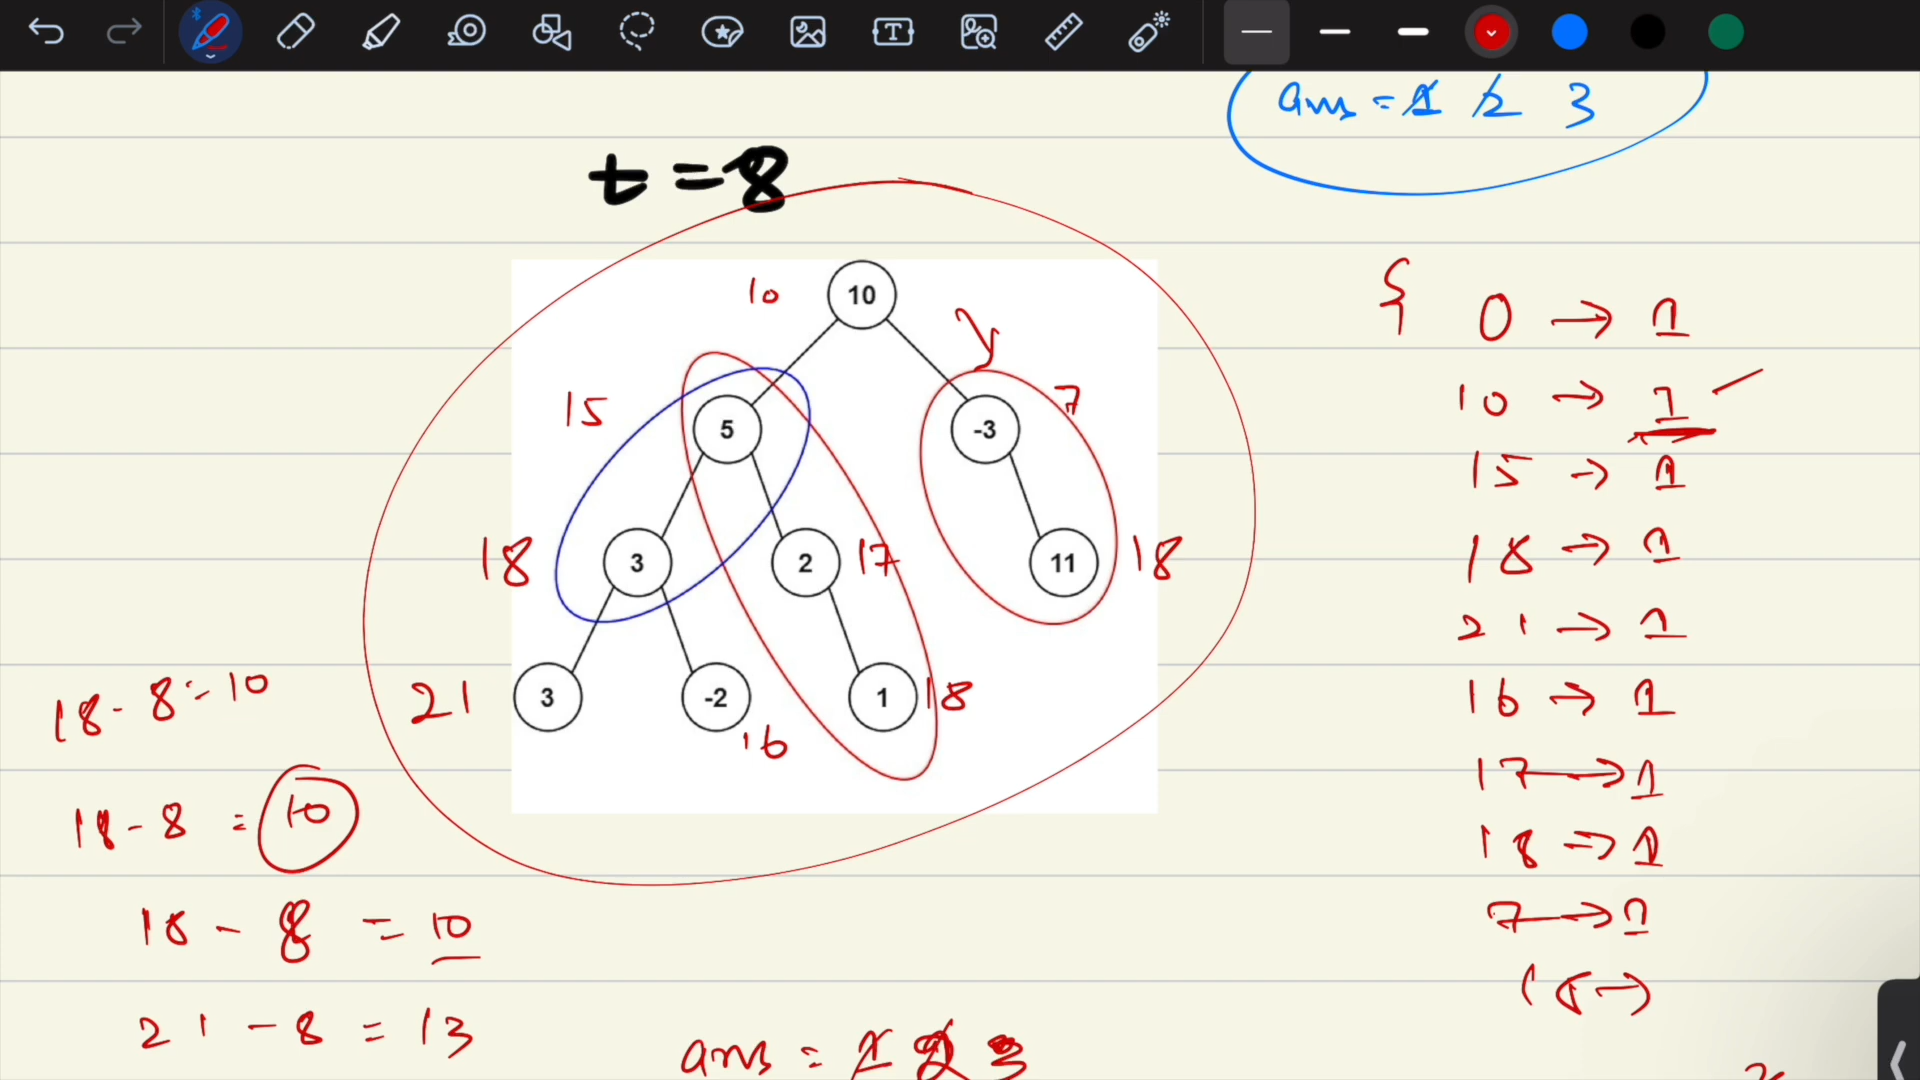 ans = 1 2 3
t = 8
10
10
5
-3
3
2
11
3
-2
1
15
7
18
17
18
21
16
18
18 - 8 = 10
18 - 8 = 10
18 - 8 = 10
21 - 8 = 13
ans = 1 2 3
{ 0 → 1
10 → 1
15 → 1
18 → 1
21 → 1
16 → 1
17 → 1
18 → 1
7 → 1
18 →